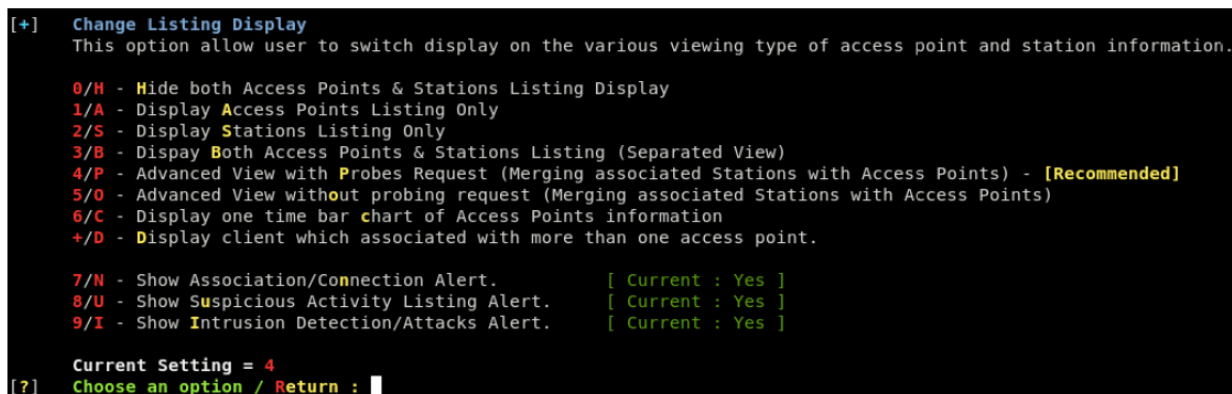 [+] Change Listing Display
This option allow user to switch display on the various viewing type of access point and station information.
0/H - Hide both Access Points & Stations Listing Display
1/A - Display Access Points Listing Only
2/S - Display Stations Listing Only
3/B - Dispay Both Access Points & Stations Listing (Separated View)
4/P - Advanced View with Probes Request (Merging associated Stations with Access Points) - [Recommended]
5/O - Advanced View without probing request (Merging associated Stations with Access Points)
6/C - Display one time bar chart of Access Points information
+/D - Display client which associated with more than one access point.
7/N - Show Association/Connection Alert. [ Current : Yes ]
8/U - Show Suspicious Activity Listing Alert. [ Current : Yes ]
9/I - Show Intrusion Detection/Attacks Alert. [ Current : Yes ]
Current Setting = 4
[?] Choose an option / Return :